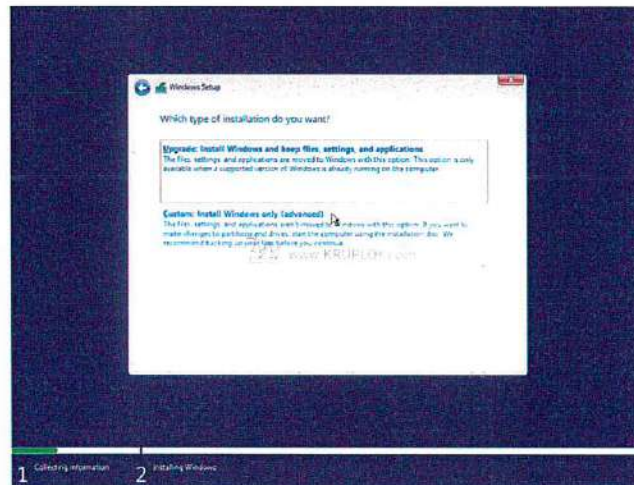 Windows Setup
Which type of installation do you want?
Upgrade: Install Windows and keep files, settings, and applications
The files, settings, and applications are moved to Windows with this option. This option is only
available when a supported version of Windows is already running on the computer.
Custom: Install Windows only (advanced)
The files, settings, and applications aren't moved to Windows with this option. If you want to
make changes to partitions and drives, start the computer using the installation disc. We
recommend backing up your files before you continue.
www.KRUPLOY.com
1 Collecting information
2 Installing Windows